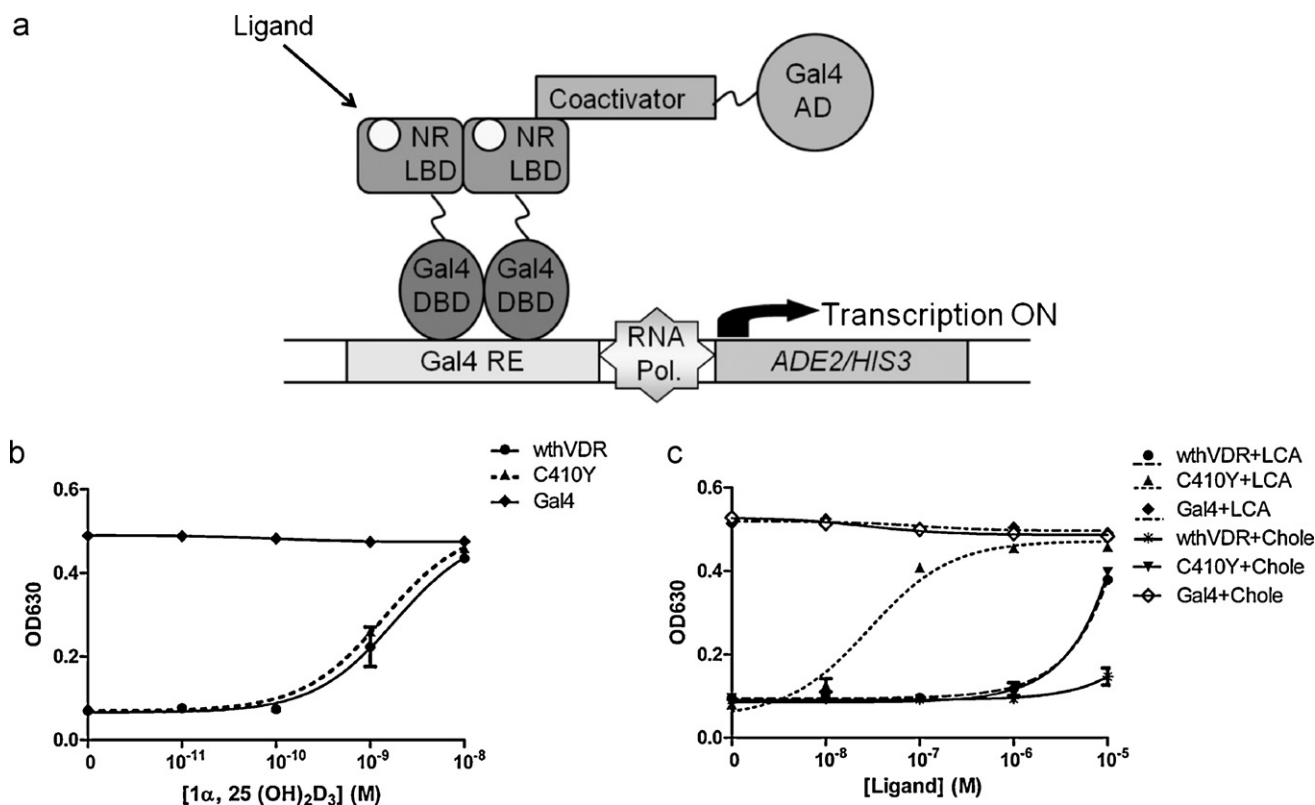 a
Ligand
Coactivator
Gal4
AD
NR
LBD
NR
LBD
Gal4
DBD
Gal4
DBD
Transcription ON
Gal4 RE
RNA
Pol.
ADE2/HIS3
b
wthVDR
C410Y
Gal4
0.6
0.4
0.2
0.0
OD630
0
10⁻¹¹
10⁻¹⁰
10⁻⁹
10⁻⁸
[1α, 25 (OH)₂D₃] (M)
c
wthVDR+LCA
C410Y+LCA
Gal4+LCA
wthVDR+Chole
C410Y+Chole
Gal4+Chole
0.6
0.4
0.2
0.0
OD630
0
10⁻⁸
10⁻⁷
10⁻⁶
10⁻⁵
[Ligand] (M)